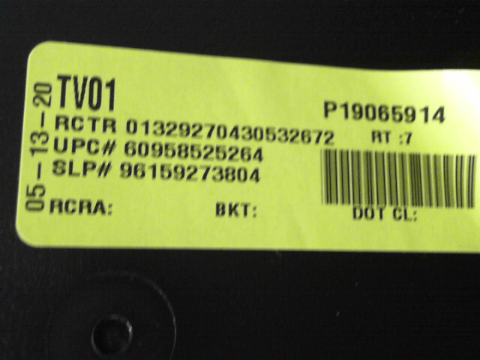 05-13-20
TV01
P19065914
RCTR 01329270430532672 RT :7
UPC# 60958525264
SLP# 96159273804
RCRA: BKT: DOT CL: